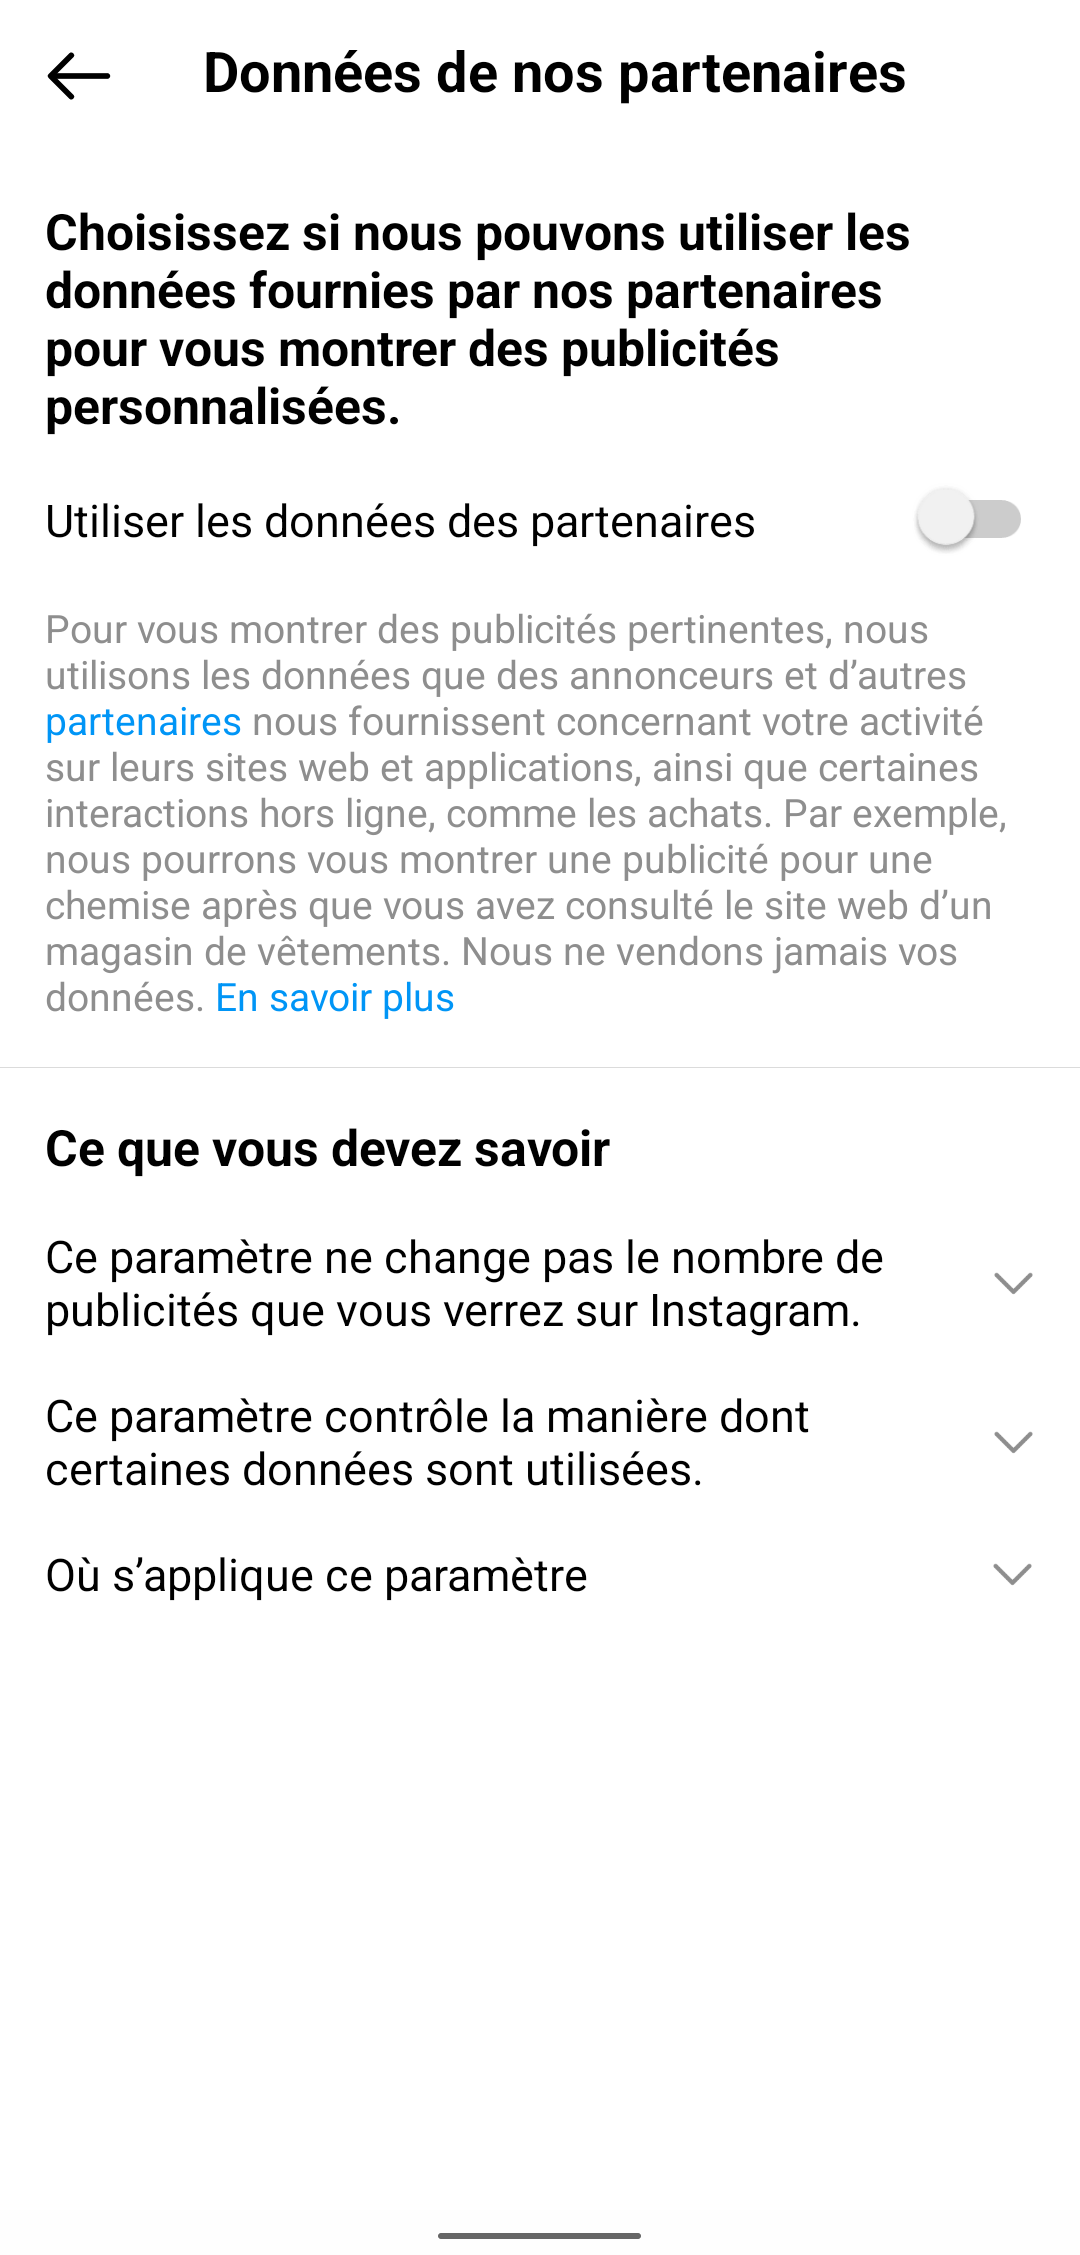 Données de nos partenaires
Choisissez si nous pouvons utiliser les
données fournies par nos partenaires
pour vous montrer des publicités
personnalisées.
Utiliser les données des partenaires
Pour vous montrer des publicités pertinentes, nous
utilisons les données que des annonceurs et d’autres
partenaires nous fournissent concernant votre activité
sur leurs sites web et applications, ainsi que certaines
interactions hors ligne, comme les achats. Par exemple,
nous pourrons vous montrer une publicité pour une
chemise après que vous avez consulté le site web d’un
magasin de vêtements. Nous ne vendons jamais vos
données. En savoir plus
Ce que vous devez savoir
Ce paramètre ne change pas le nombre de
publicités que vous verrez sur Instagram.
Ce paramètre contrôle la manière dont
certaines données sont utilisées.
Où s’applique ce paramètre